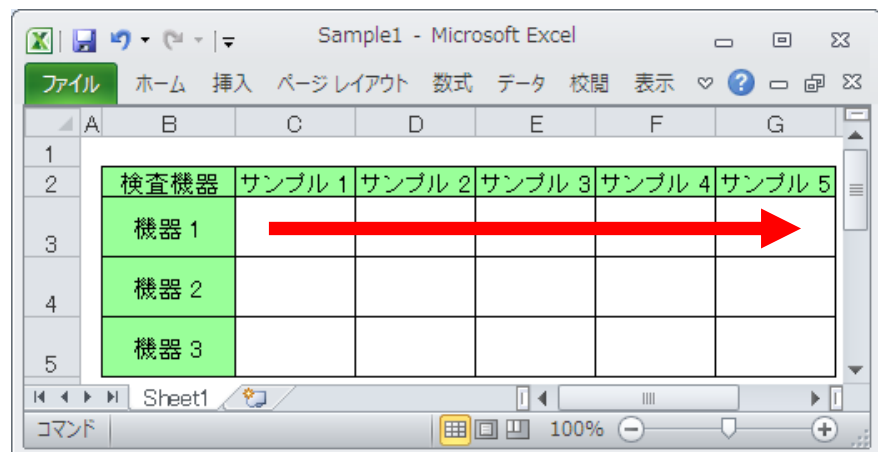 Sample1 - Microsoft Excel
ファイル ホーム 挿入 ページ レイアウト 数式 データ 校閲 表示
A B C D E F G
1
2 検査機器 サンプル 1 サンプル 2 サンプル 3 サンプル 4 サンプル 5
3 機器 1
4 機器 2
5 機器 3
Sheet1
コマンド 100%